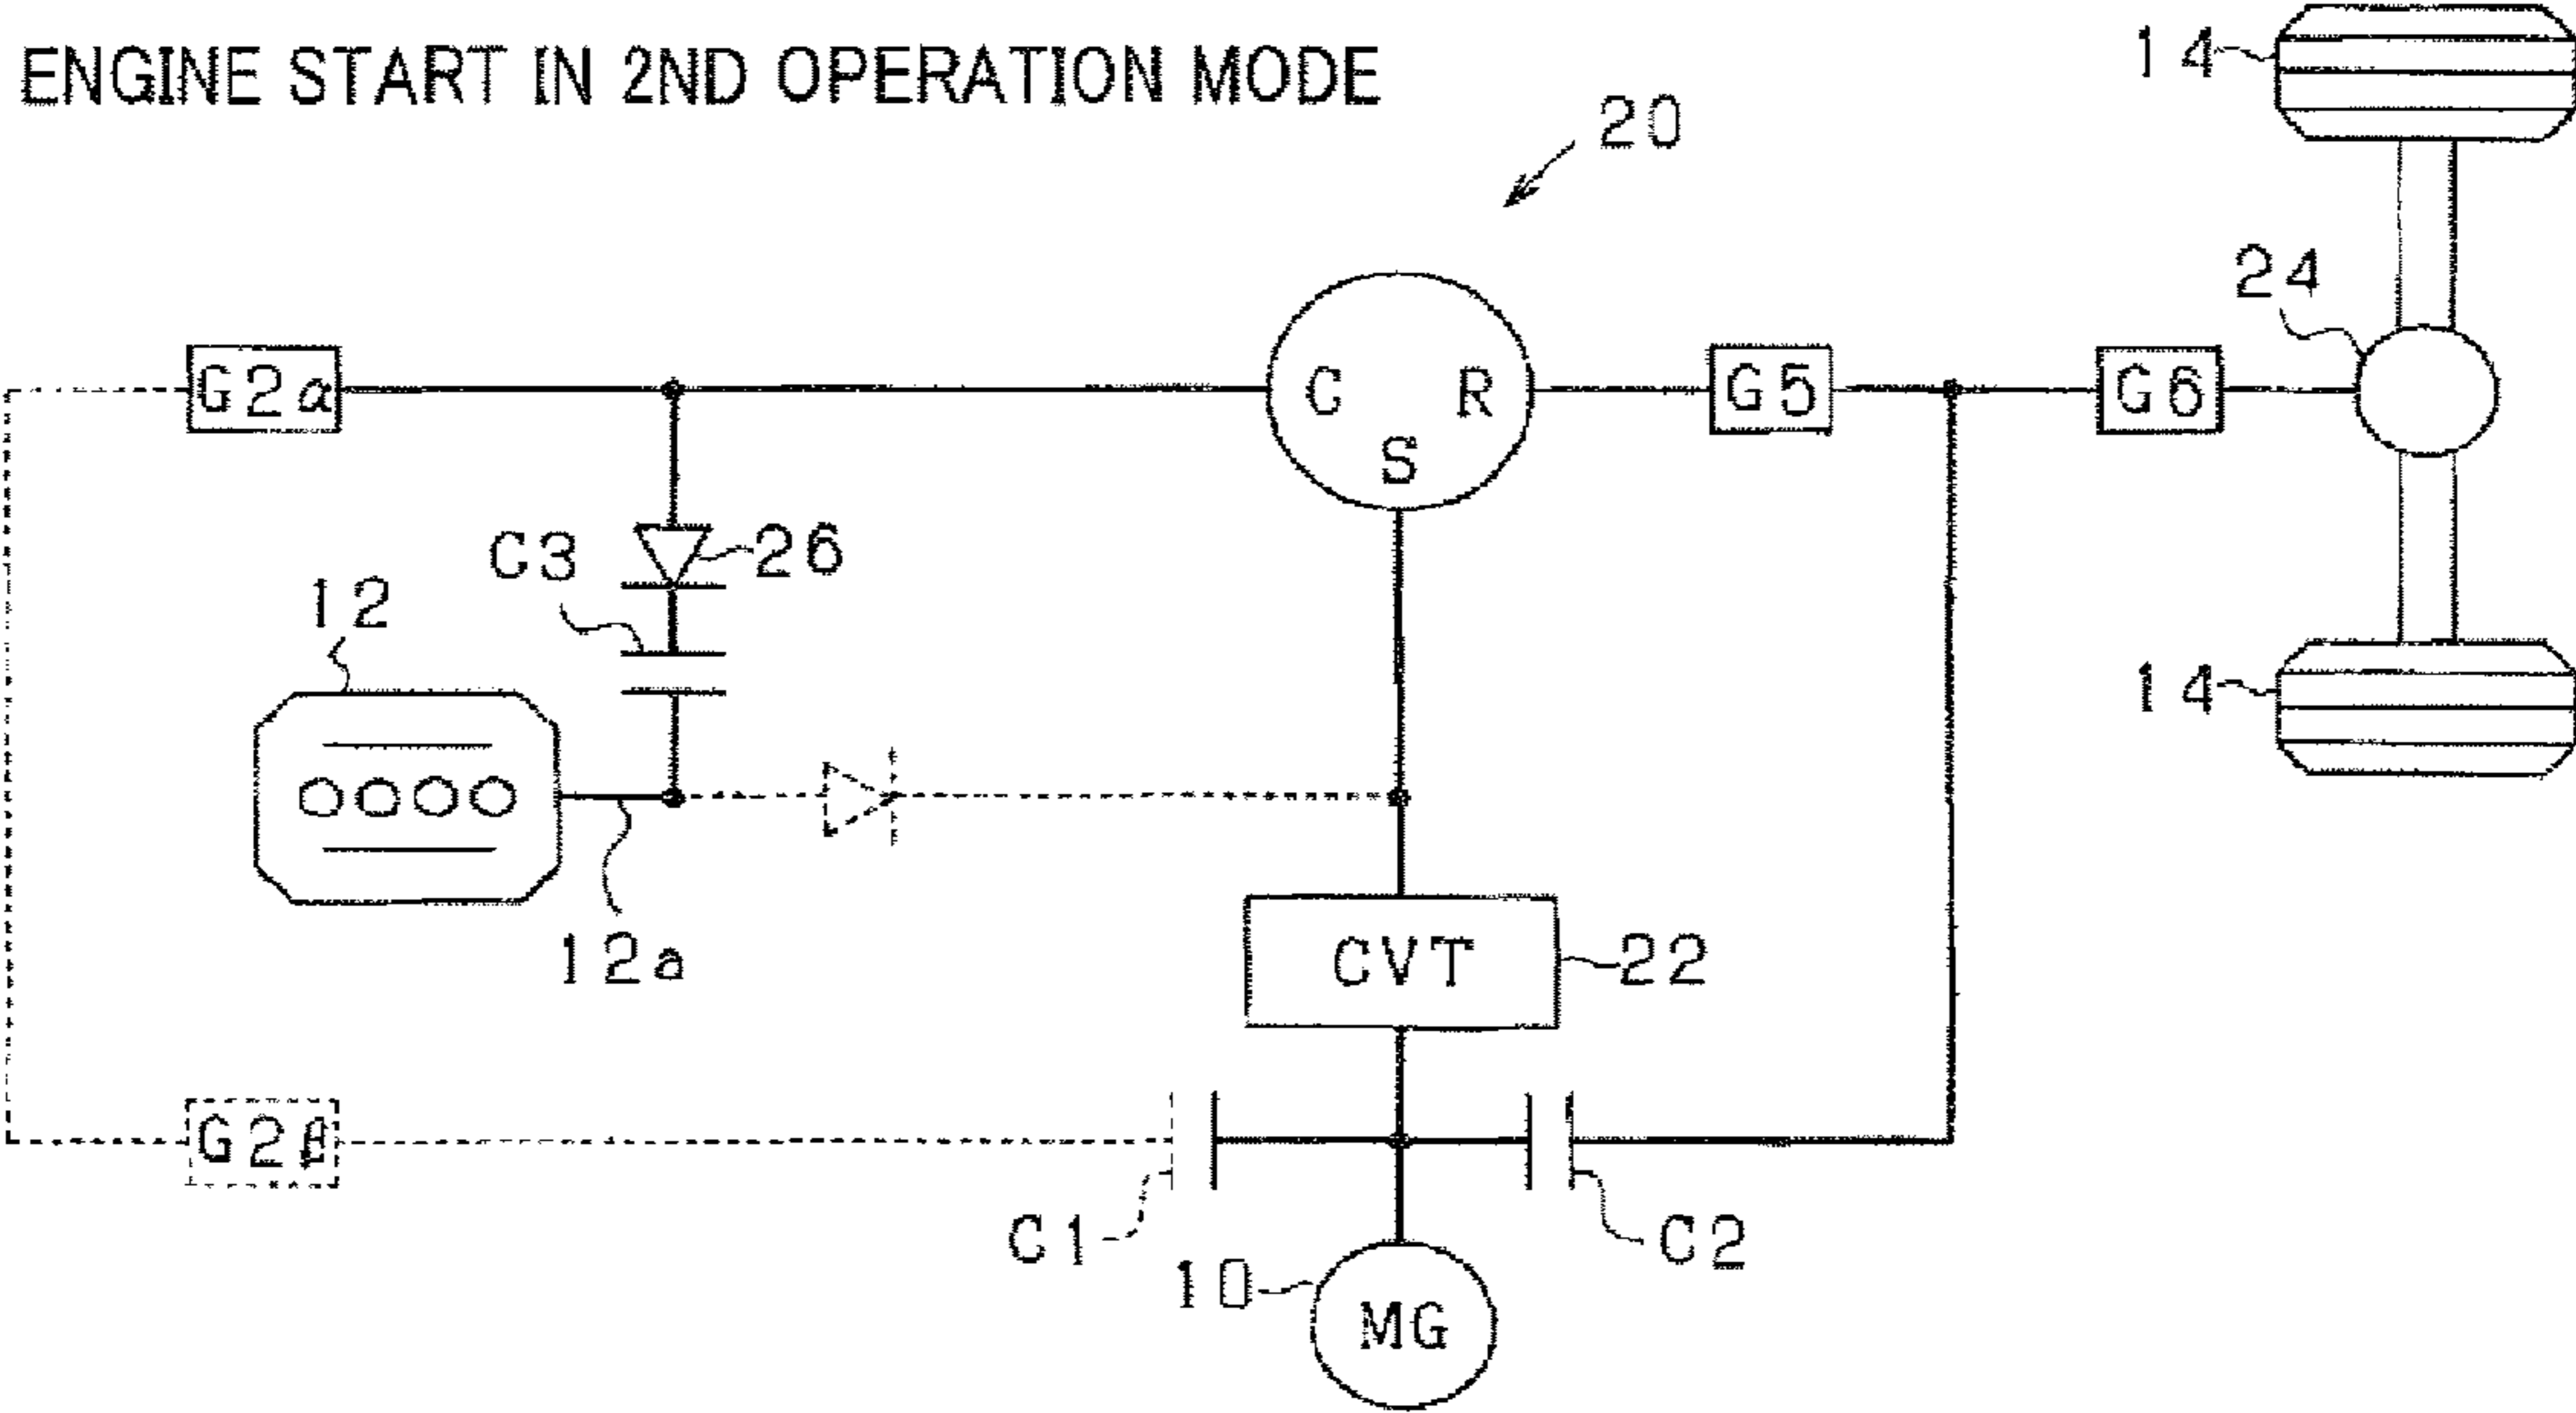 ENGINE START IN 2ND OPERATION MODE
14
20
24
G2α
C
R
S
G5
G6
C3
26
12
14
12a
CVT
22
G2β
C1
C2
10
MG